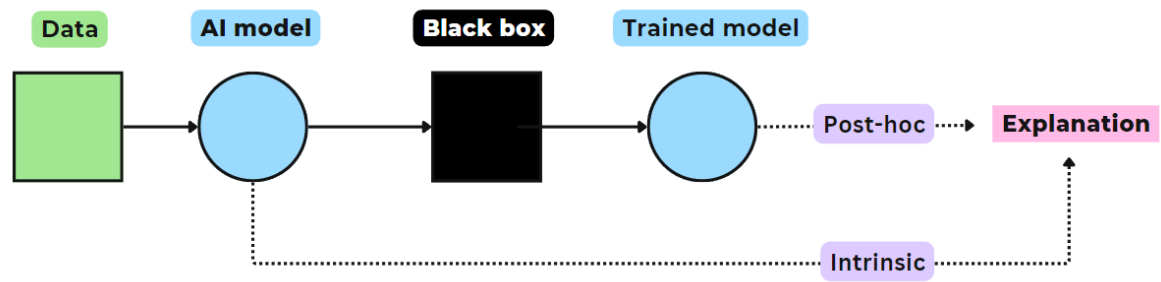 Data
AI model
Black box
Trained model
Post-hoc
Explanation
Intrinsic